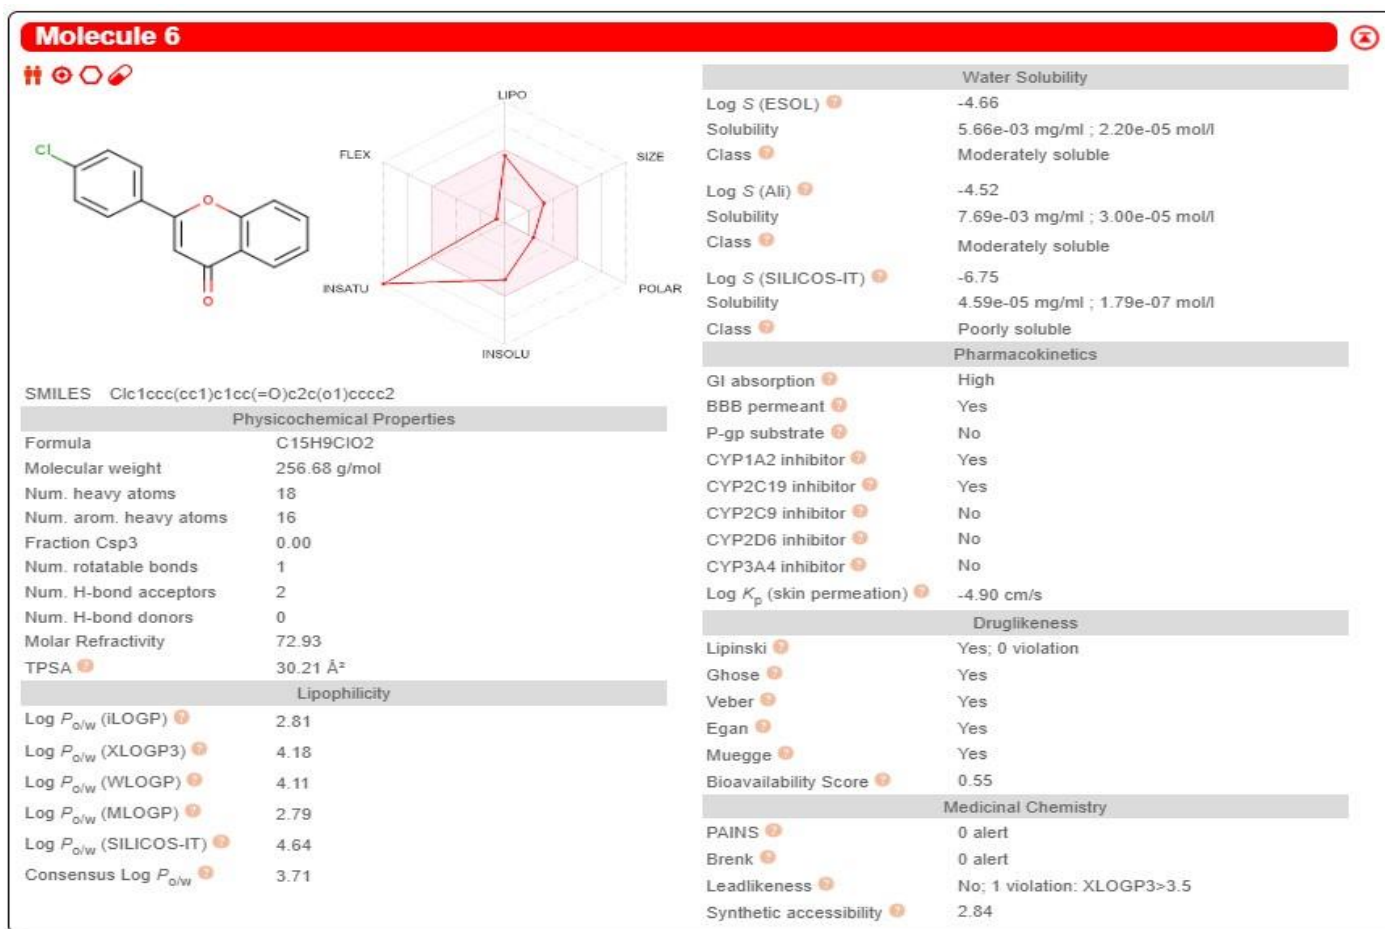 Molecule 6
LIPO
FLEX
SIZE
Cl
O
O
INSATU
POLAR
INSOLU
SMILES Clc1ccc(cc1)c1cc(=O)c2c(o1)cccc2
Physicochemical Properties
Formula C15H9ClO2
Molecular weight 256.68 g/mol
Num. heavy atoms 18
Num. arom. heavy atoms 16
Fraction Csp3 0.00
Num. rotatable bonds 1
Num. H-bond acceptors 2
Num. H-bond donors 0
Molar Refractivity 72.93
TPSA ? 30.21 Å²
Lipophilicity
Log Po/w (iLOGP) ? 2.81
Log Po/w (XLOGP3) ? 4.18
Log Po/w (WLOGP) ? 4.11
Log Po/w (MLOGP) ? 2.79
Log Po/w (SILICOS-IT) ? 4.64
Consensus Log Po/w ? 3.71
Water Solubility
Log S (ESOL) ? -4.66
Solubility 5.66e-03 mg/ml ; 2.20e-05 mol/l
Class ? Moderately soluble
Log S (Ali) ? -4.52
Solubility 7.69e-03 mg/ml ; 3.00e-05 mol/l
Class ? Moderately soluble
Log S (SILICOS-IT) ? -6.75
Solubility 4.59e-05 mg/ml ; 1.79e-07 mol/l
Class ? Poorly soluble
Pharmacokinetics
GI absorption ? High
BBB permeant ? Yes
P-gp substrate ? No
CYP1A2 inhibitor ? Yes
CYP2C19 inhibitor ? Yes
CYP2C9 inhibitor ? No
CYP2D6 inhibitor ? No
CYP3A4 inhibitor ? No
Log Kp (skin permeation) ? -4.90 cm/s
Druglikeness
Lipinski ? Yes; 0 violation
Ghose ? Yes
Veber ? Yes
Egan ? Yes
Muegge ? Yes
Bioavailability Score ? 0.55
Medicinal Chemistry
PAINS ? 0 alert
Brenk ? 0 alert
Leadlikeness ? No; 1 violation: XLOGP3>3.5
Synthetic accessibility ? 2.84